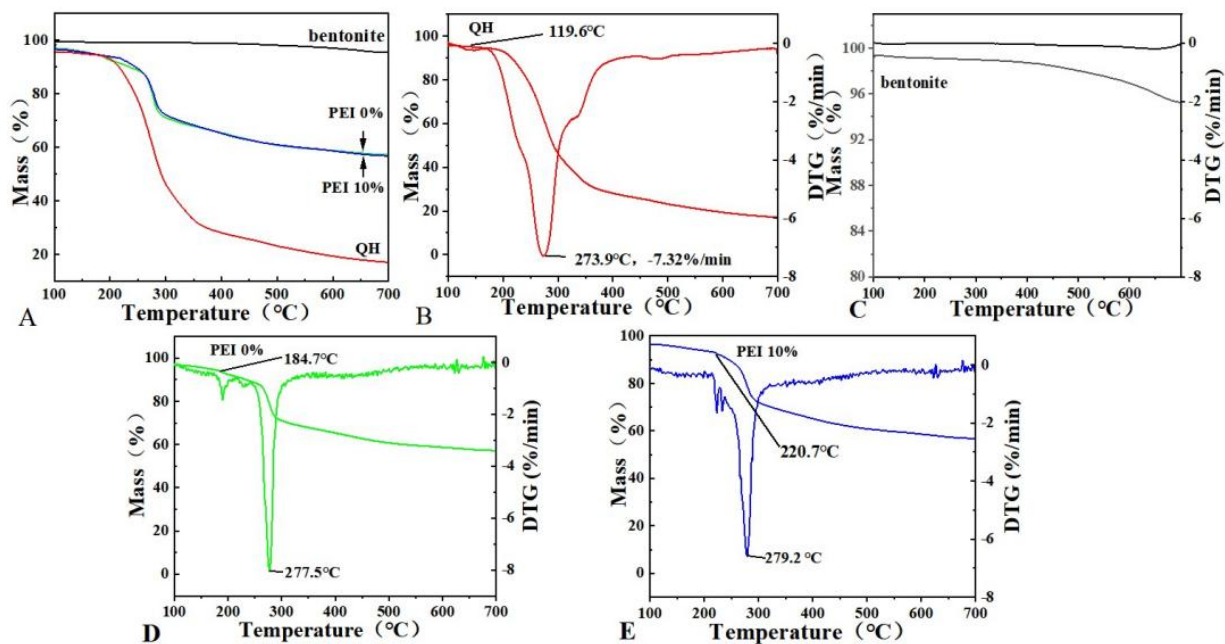 100
80
60
40
20
Mass（%）
bentonite
PEI 0%
PEI 10%
QH
100 200 300 400 500 600 700
Temperature（°C）
A
100
80
60
40
20
0
Mass（%）
QH
119.6°C
273.9°C，-7.32%/min
0
-2
-4
-6
-8
DTG (%/min)
100 200 300 400 500 600 700
Temperature（°C）
B
100
96
92
88
84
80
Mass（%）
bentonite
0
-2
-4
-6
-8
DTG (%/min)
100 200 300 400 500 600
Temperature（°C）
C
100
80
60
40
20
0
Mass（%）
PEI 0%
184.7°C
277.5°C
0
-2
-4
-6
-8
DTG (%/min)
100 200 300 400 500 600 700
Temperature（°C）
D
100
80
60
40
20
0
Mass（%）
PEI 10%
220.7°C
279.2 °C
0
-2
-4
-6
-8
DTG (%/min)
100 200 300 400 500 600 700
Temperature（°C）
E